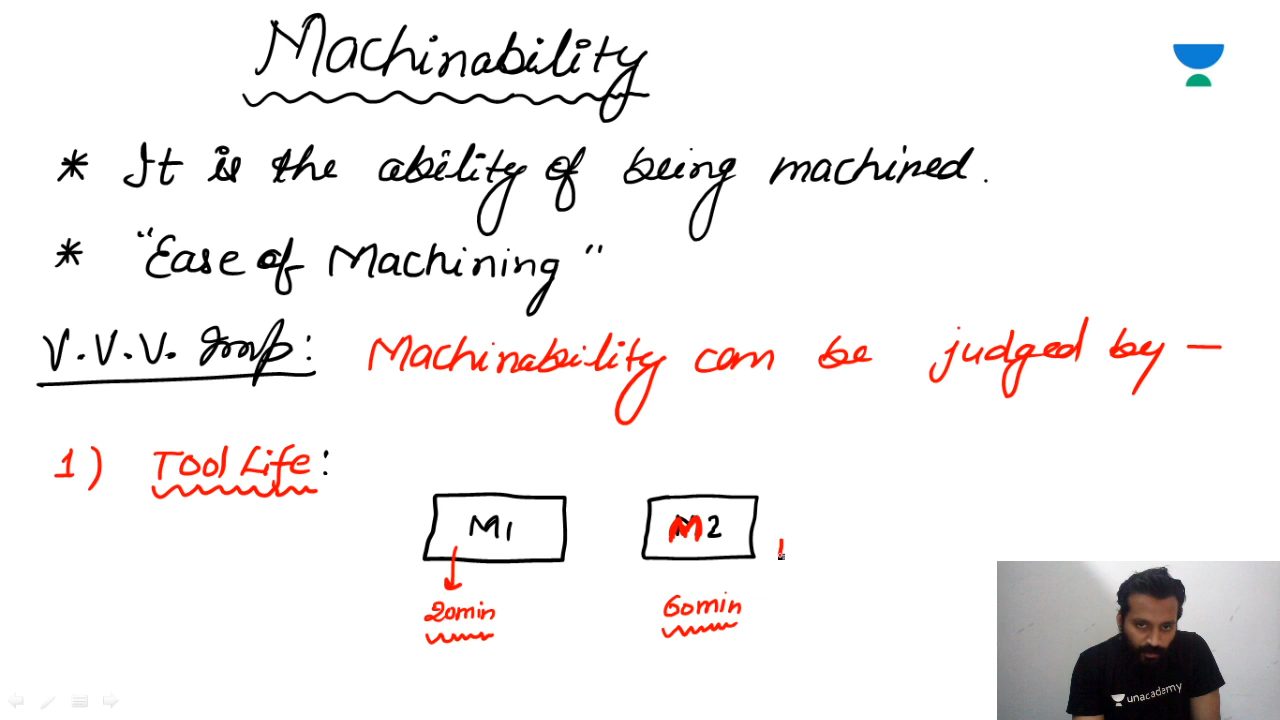 Machinability
* It is the ability of being machined.
* "Ease of Machining"
V.V.V. Imp: Machinability can be judged by -
1) Tool Life:
M1 M2
20min 60min
unacademy